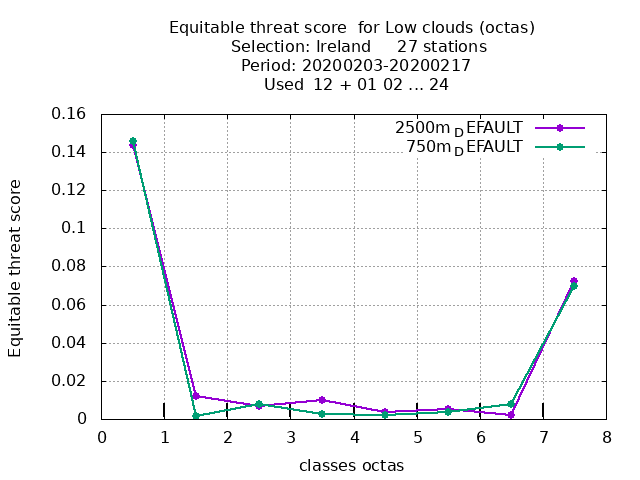 Equitable threat score for Low clouds (octas)
Selection: Ireland 27 stations
Period: 20200203-20200217
Used 12 + 01 02 ... 24
2500mDEFAULT
750mDEFAULT
0.16
0.14
0.12
0.1
0.08
0.06
0.04
0.02
0
Equitable threat score
0 1 2 3 4 5 6 7 8
classes octas